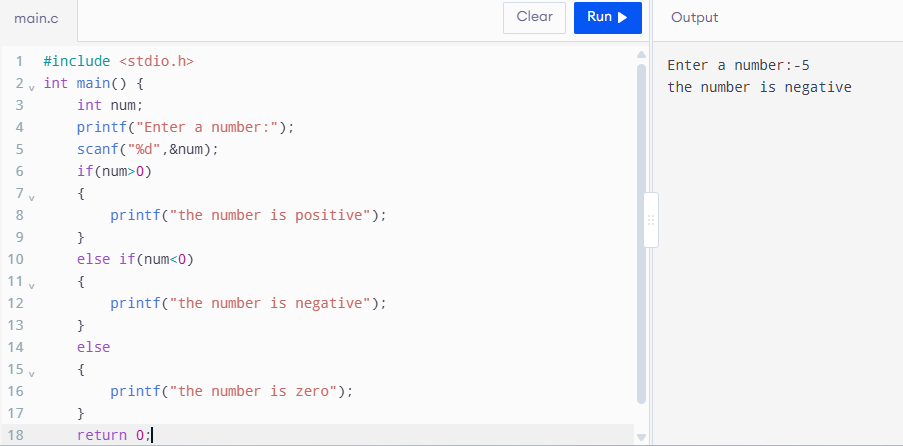 main.c
Clear
Run
Output
1 #include <stdio.h>
2 int main() {
3     int num;
4     printf("Enter a number:");
5     scanf("%d",&num);
6     if(num>0)
7     {
8         printf("the number is positive");
9     }
10     else if(num<0)
11     {
12         printf("the number is negative");
13     }
14     else
15     {
16         printf("the number is zero");
17     }
18     return 0;
Enter a number:-5
the number is negative